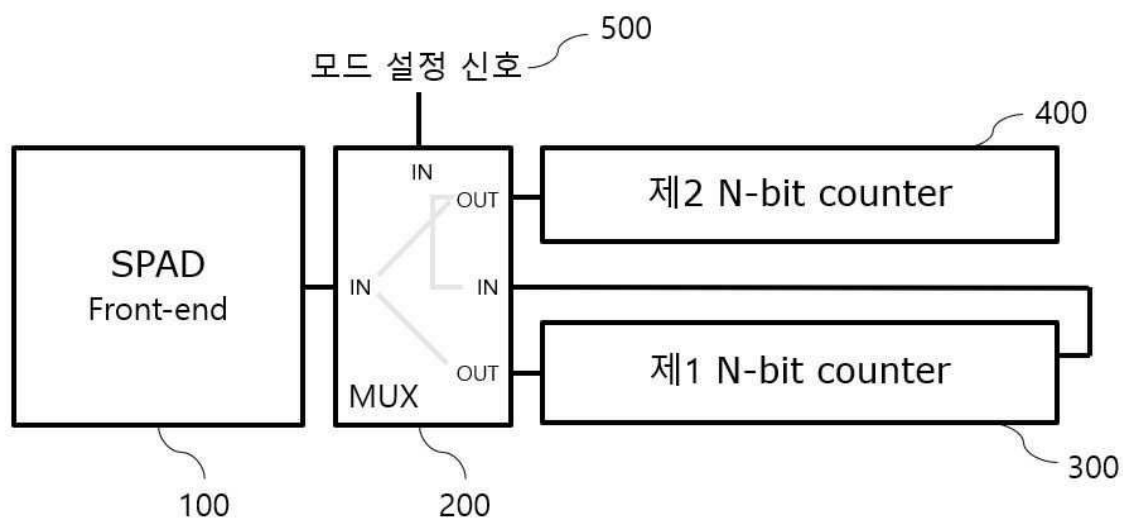 500
모드 설정 신호
400
IN
OUT
제2 N-bit counter
SPAD
Front-end
IN
IN
제1 N-bit counter
OUT
MUX
300
100
200